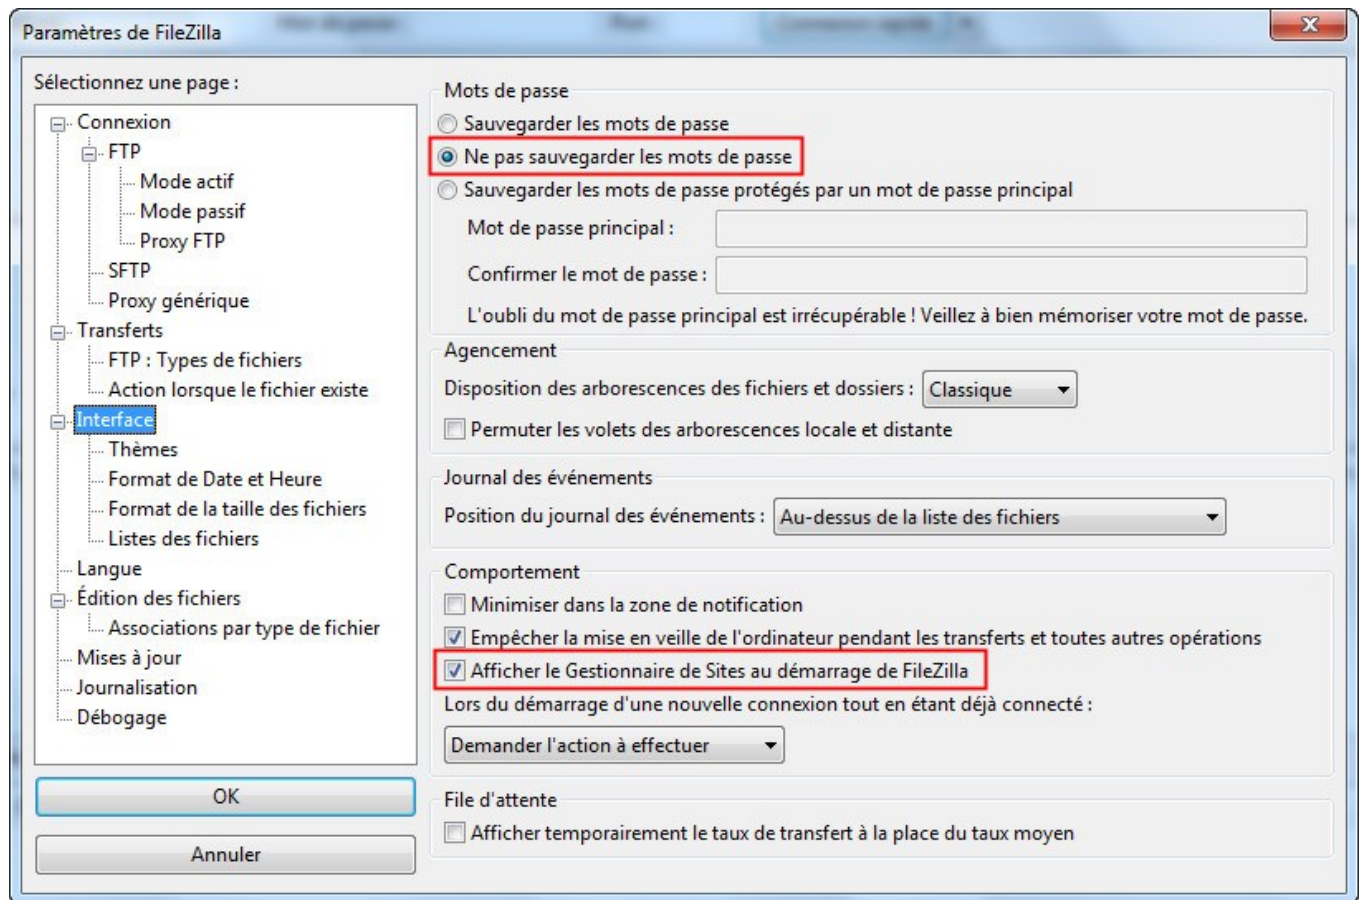 Paramètres de FileZilla
Sélectionnez une page :
Connexion
FTP
Mode actif
Mode passif
Proxy FTP
SFTP
Proxy générique
Transferts
FTP : Types de fichiers
Action lorsque le fichier existe
Interface
Thèmes
Format de Date et Heure
Format de la taille des fichiers
Listes des fichiers
Langue
Édition des fichiers
Associations par type de fichier
Mises à jour
Journalisation
Débogage
OK
Annuler
Mots de passe
Sauvegarder les mots de passe
Ne pas sauvegarder les mots de passe
Sauvegarder les mots de passe protégés par un mot de passe principal
Mot de passe principal :
Confirmer le mot de passe :
L'oubli du mot de passe principal est irrécupérable ! Veillez à bien mémoriser votre mot de passe.
Agencement
Disposition des arborescences des fichiers et dossiers : Classique
Permuter les volets des arborescences locale et distante
Journal des événements
Position du journal des événements : Au-dessus de la liste des fichiers
Comportement
Minimiser dans la zone de notification
Empêcher la mise en veille de l'ordinateur pendant les transferts et toutes autres opérations
Afficher le Gestionnaire de Sites au démarrage de FileZilla
Lors du démarrage d'une nouvelle connexion tout en étant déjà connecté :
Demander l'action à effectuer
File d'attente
Afficher temporairement le taux de transfert à la place du taux moyen